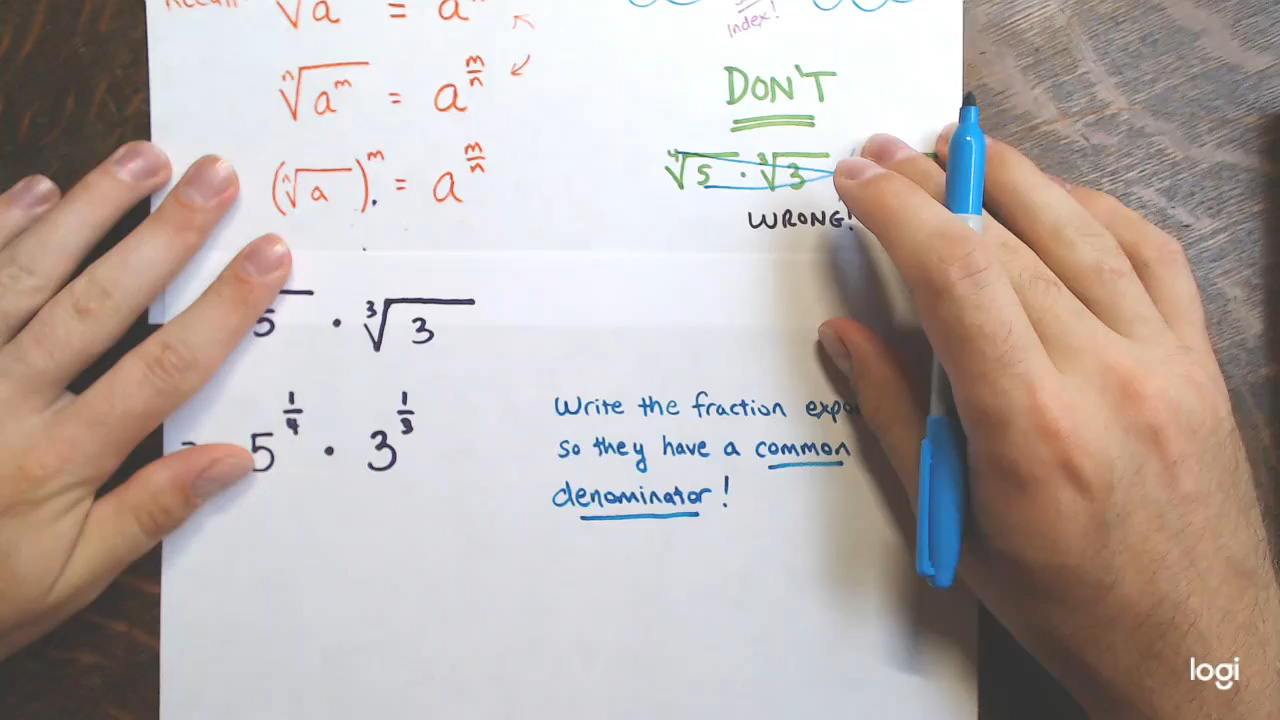 ⁿ√a = a
index!
ⁿ√aᵐ = a^(m/n)
DON'T
(ⁿ√a)ᵐ = a^(m/n)
⁴√5 · ³√3
WRONG!
5 · ³√3
5^(1/4) · 3^(1/3)
Write the fraction
so they have a common
denominator!
logi